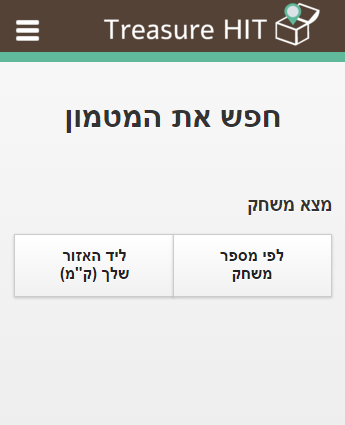 Treasure HIT
חפש את המטמון
מצא משחק
לפי מספר
משחק
ליד האזור
שלך (ק"מ)